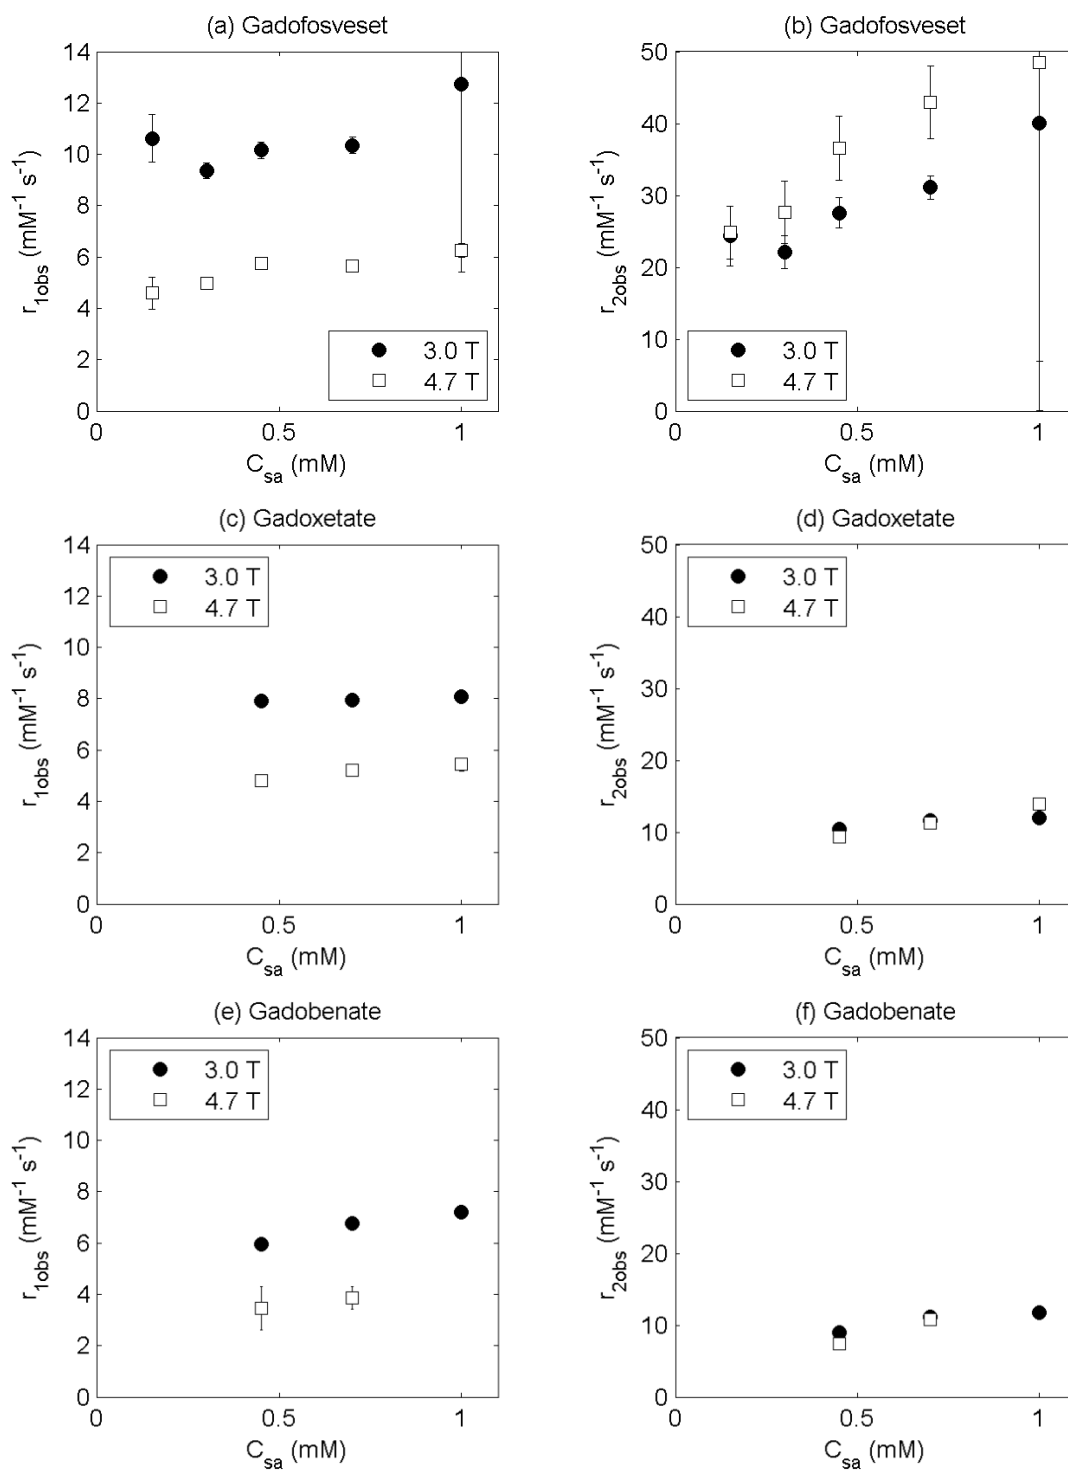 (a) Gadofosveset
14
12
10
8
6
4
2
0
r1obs (mM-1 s-1)
3.0 T
4.7 T
0 0.5 1
Csa (mM)
(b) Gadofosveset
50
40
30
20
10
0
r2obs (mM-1 s-1)
3.0 T
4.7 T
0 0.5 1
Csa (mM)
(c) Gadoxetate
14
12
10
8
6
4
2
0
r1obs (mM-1 s-1)
3.0 T
4.7 T
0 0.5 1
Csa (mM)
(d) Gadoxetate
50
40
30
20
10
0
r2obs (mM-1 s-1)
3.0 T
4.7 T
0 0.5 1
Csa (mM)
(e) Gadobenate
14
12
10
8
6
4
2
0
r1obs (mM-1 s-1)
3.0 T
4.7 T
0 0.5 1
Csa (mM)
(f) Gadobenate
50
40
30
20
10
0
r2obs (mM-1 s-1)
3.0 T
4.7 T
0 0.5 1
Csa (mM)